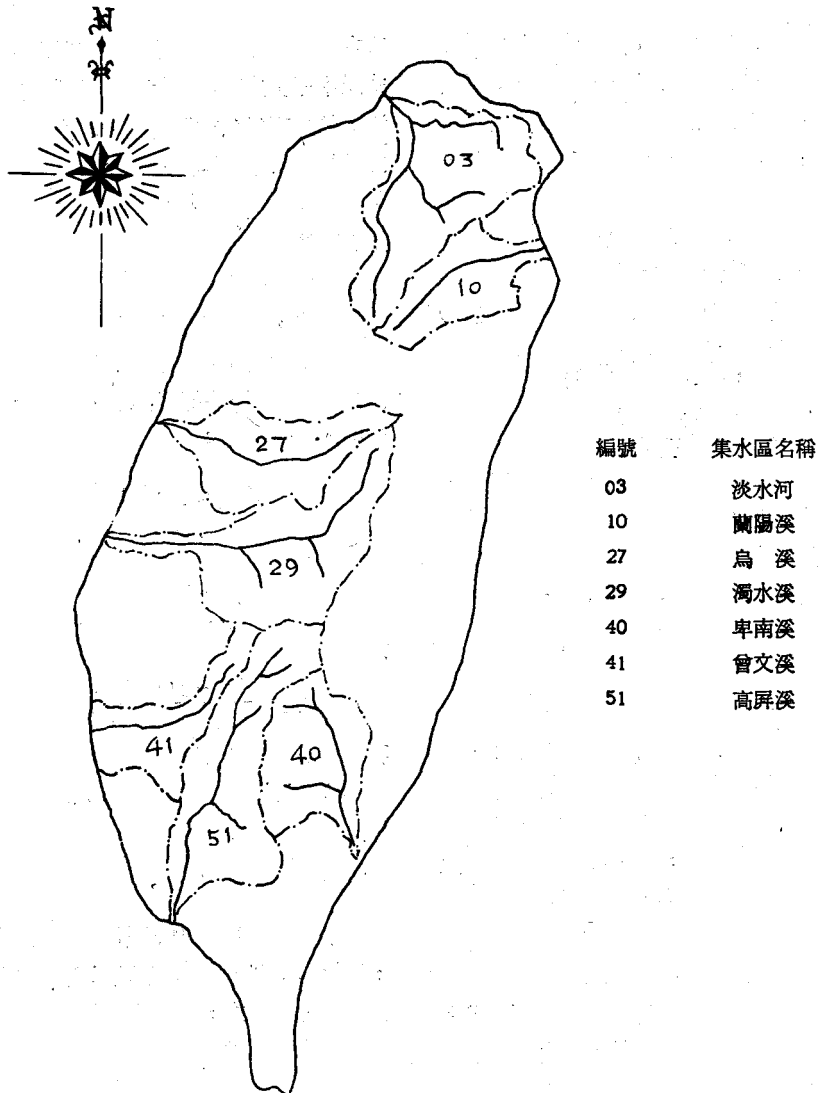 北
03
10
27
29
41
40
51
編號 集水區名稱
03 淡水河
10 蘭陽溪
27 烏 溪
29 濁水溪
40 卑南溪
41 曾文溪
51 高屏溪